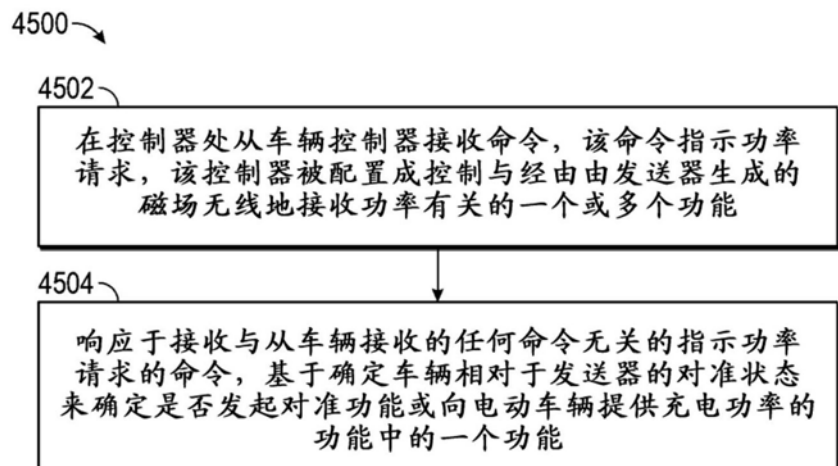 4500
4502
在控制器处从车辆控制器接收命令，该命令指示功率
请求，该控制器被配置成控制与经由由发送器生成的
磁场无线地接收功率有关的一个或多个功能
4504
响应于接收与从车辆接收的任何命令无关的指示功率
请求的命令，基于确定车辆相对于发送器的对准状态
来确定是否发起对准功能或向电动车辆提供充电功率的
功能中的一个功能